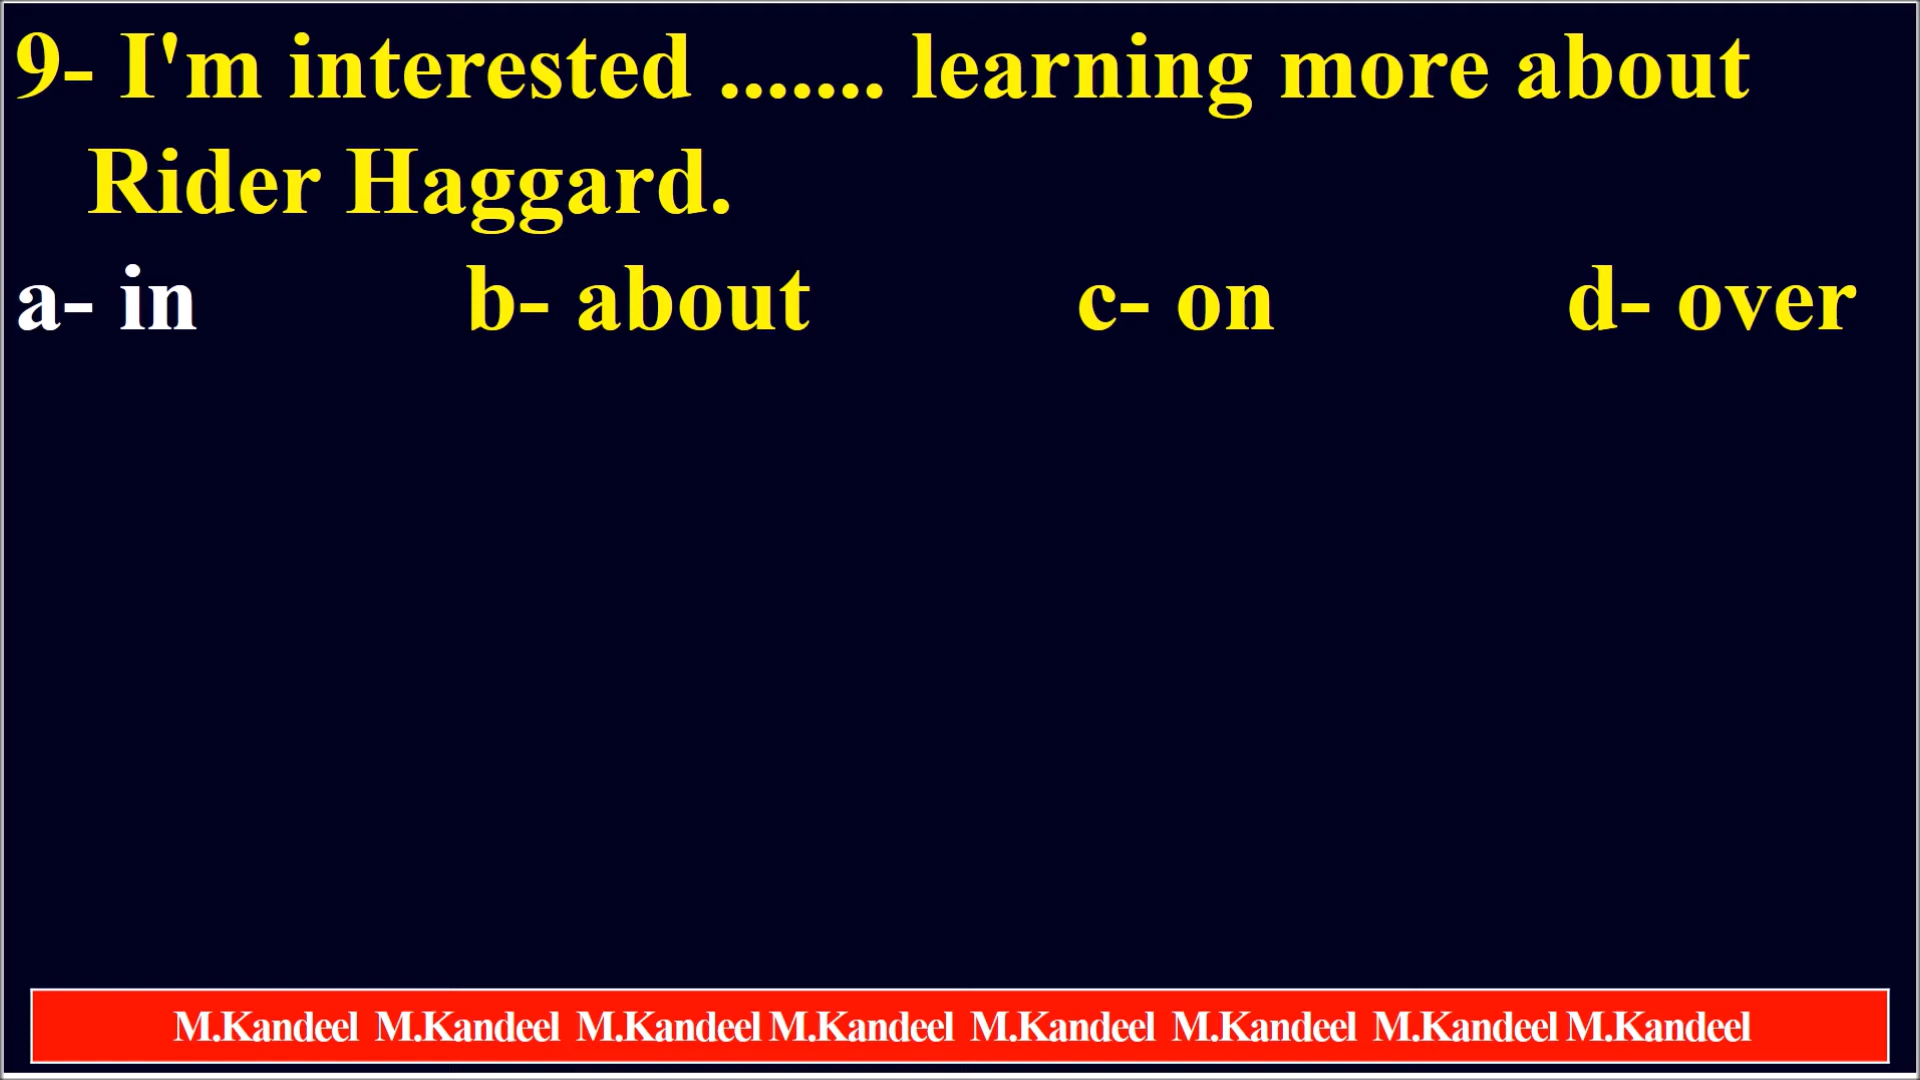 9- I'm interested ....... learning more about
Rider Haggard.
a- in b- about c- on d- over
M.Kandeel M.Kandeel M.Kandeel M.Kandeel M.Kandeel M.Kandeel M.Kandeel M.Kandeel